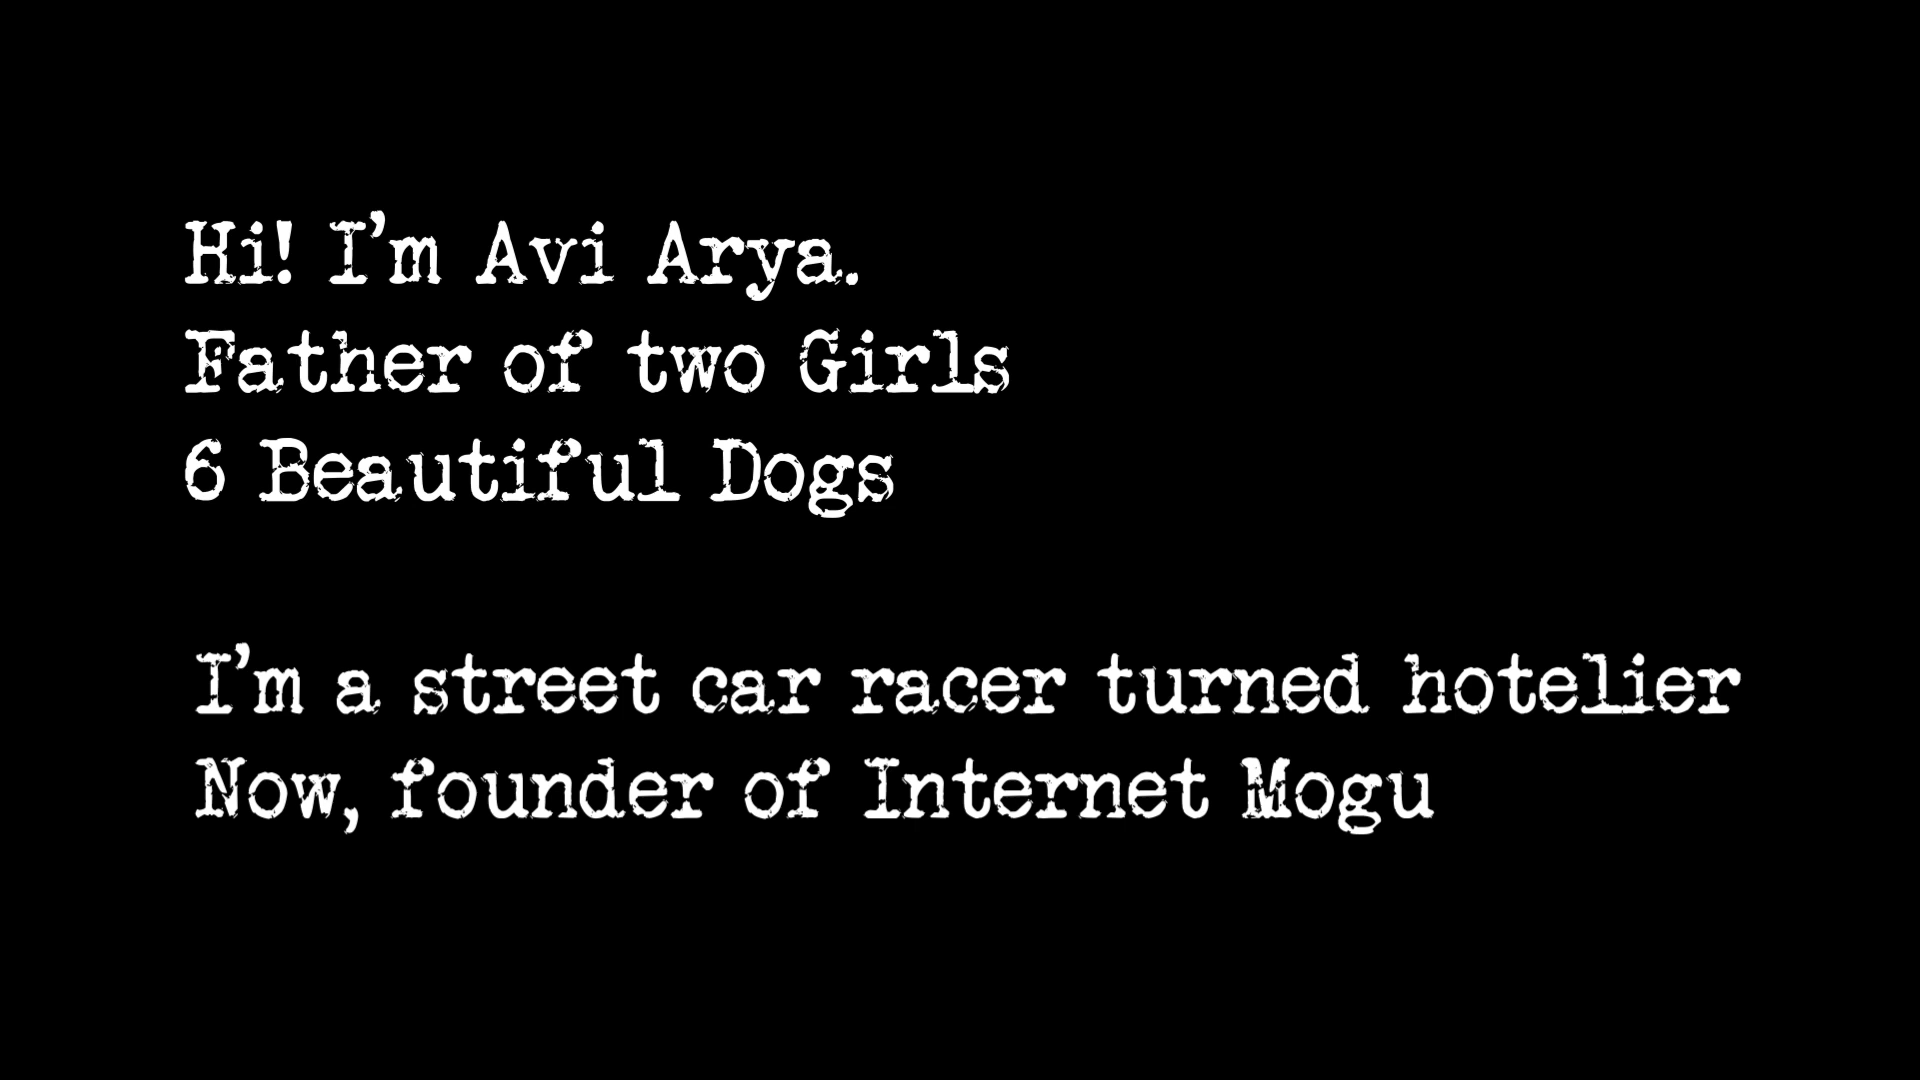 Hi! I’m Avi Arya.
Father of two Girls
6 Beautiful Dogs
I’m a street car racer turned hotelier
Now, founder of Internet Mogu